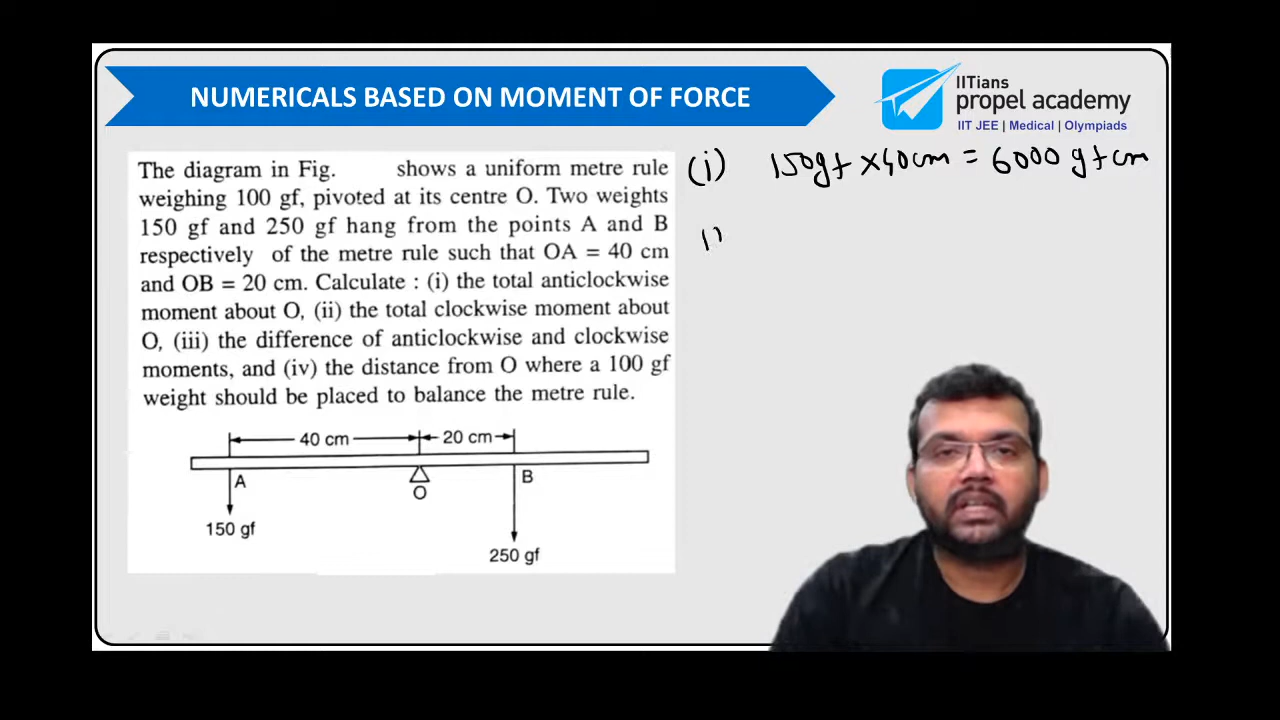 NUMERICALS BASED ON MOMENT OF FORCE
IITians
propel academy
IIT JEE | Medical | Olympiads
The diagram in Fig. shows a uniform metre rule
weighing 100 gf, pivoted at its centre O. Two weights
150 gf and 250 gf hang from the points A and B
respectively of the metre rule such that OA = 40 cm
and OB = 20 cm. Calculate : (i) the total anticlockwise
moment about O, (ii) the total clockwise moment about
O, (iii) the difference of anticlockwise and clockwise
moments, and (iv) the distance from O where a 100 gf
weight should be placed to balance the metre rule.
40 cm 20 cm
A O B
150 gf
250 gf
(i) 150gf × 40cm = 6000 gf cm